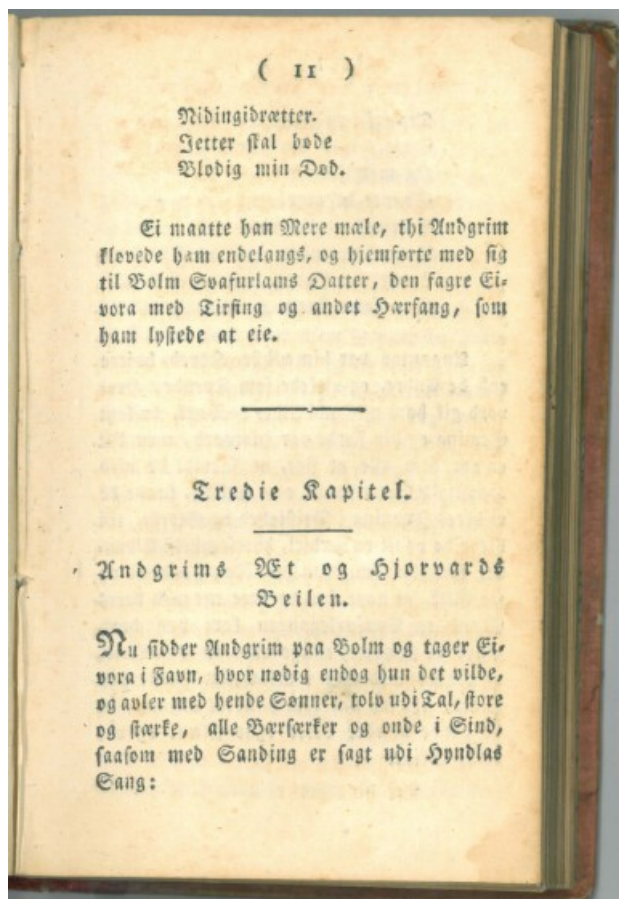 ( 11 )
Nidingidrætter.
Jetter skal bøde
Blodig min Død.
Ei maatte han Mere mæle, thi Andgrim
kløvede ham endelangs, og hjemførte med sig
til Bolm Svafurlams Datter, den fagre Ei-
vora med Tirfing og andet Hærfang, som
ham lystede at eie.
Tredie Kapitel.
Andgrims Æt og Hjorvards
Beilen.
Nu sidder Andgrim paa Bolm og tager Ei-
vora i Favn, hvor nødig endog hun det vilde,
og avler med hende Sønner, tolv udi Tal, store
og stærke, alle Bærsærker og onde i Sind,
saasom med Sanding er sagt udi Hyndlas
Sang: